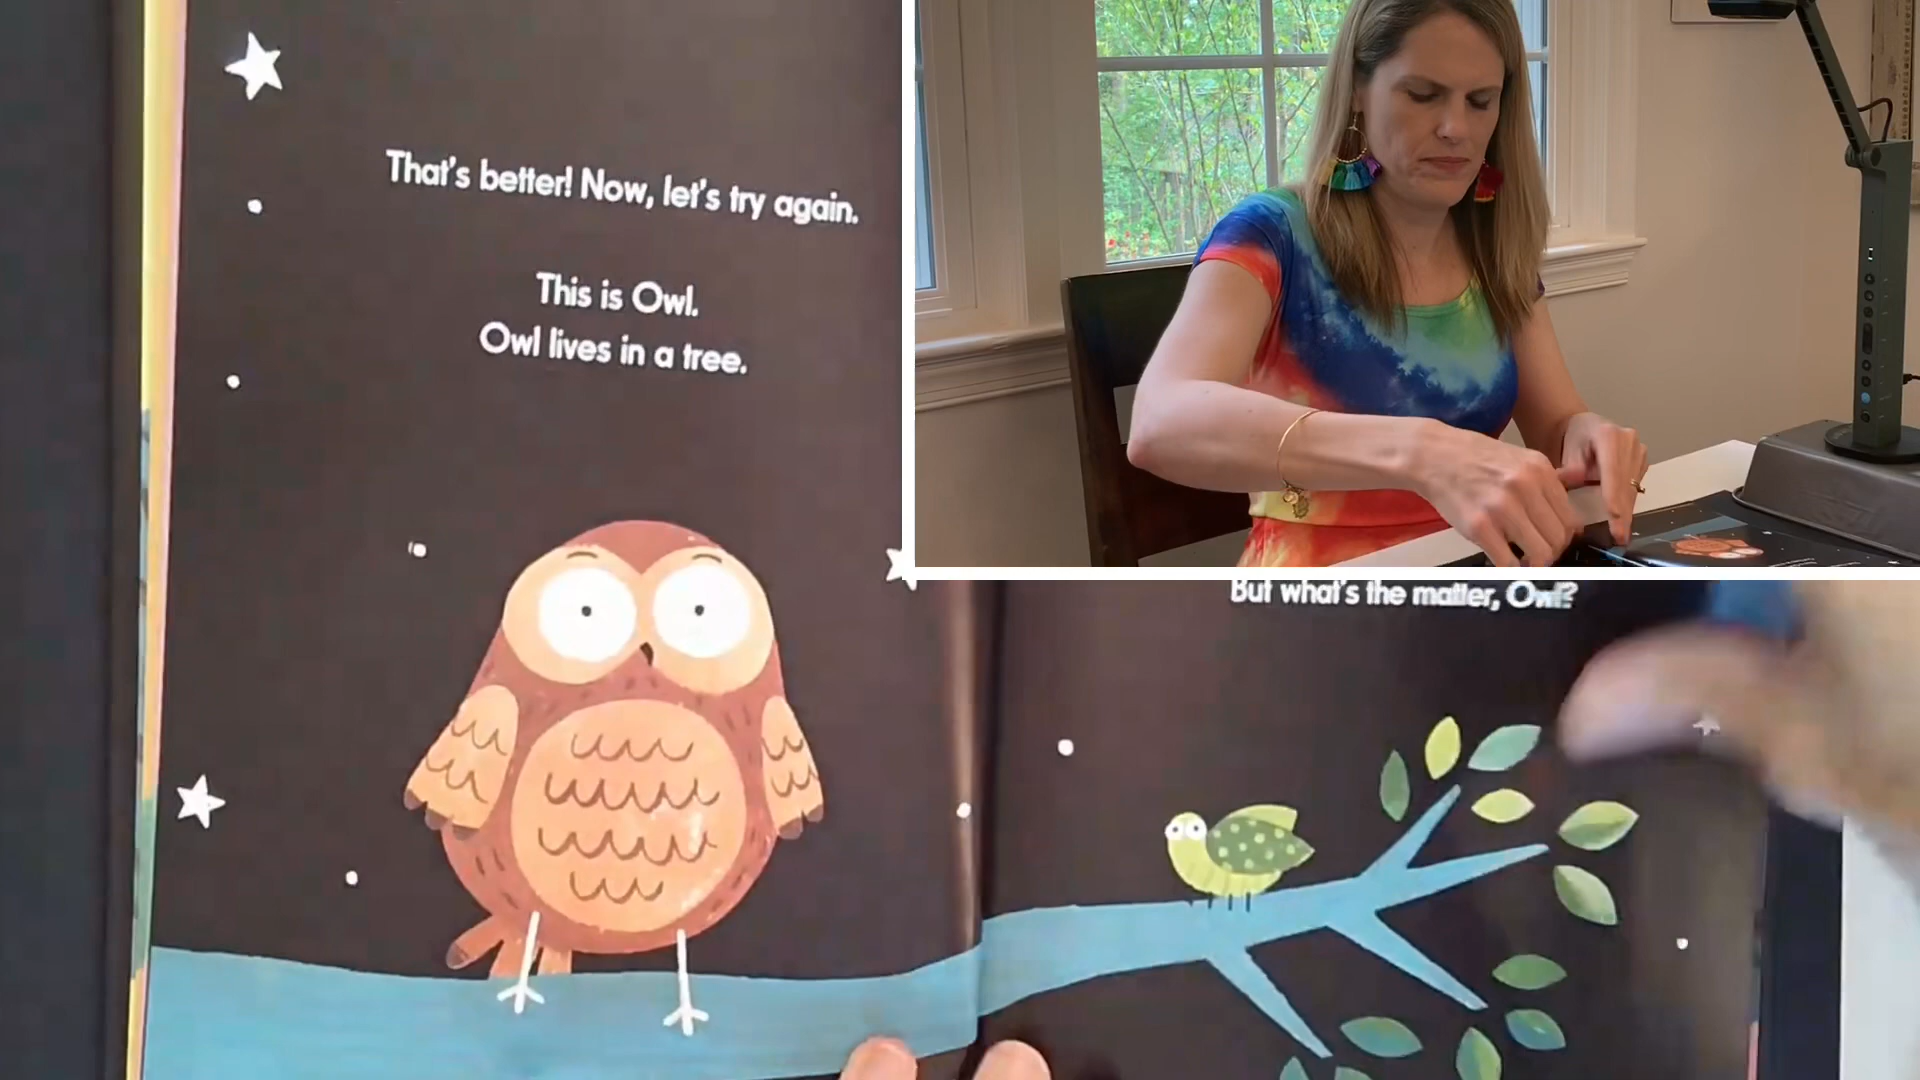 That's better! Now, let's try again.
This is Owl.
Owl lives in a tree.
But what's the matter, Owl?